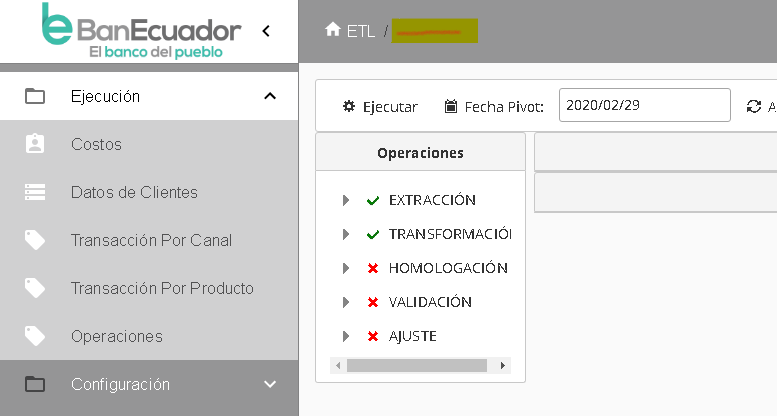 BanEcuador
El banco del pueblo
ETL /
Ejecución
Costos
Datos de Clientes
Transacción Por Canal
Transacción Por Producto
Operaciones
Configuración
Ejecutar Fecha Pivot: 2020/02/29
Operaciones
EXTRACCIÓN
TRANSFORMACIÓ
HOMOLOGACIÓN
VALIDACIÓN
AJUSTE